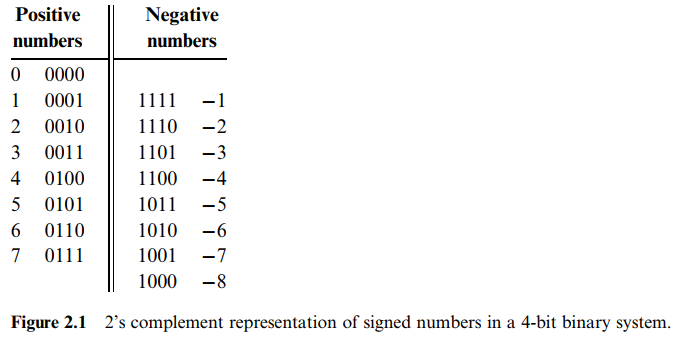 Positive numbers Negative numbers
0 0000
1 0001 1111 −1
2 0010 1110 −2
3 0011 1101 −3
4 0100 1100 −4
5 0101 1011 −5
6 0110 1010 −6
7 0111 1001 −7
1000 −8
Figure 2.1 2's complement representation of signed numbers in a 4-bit binary system.